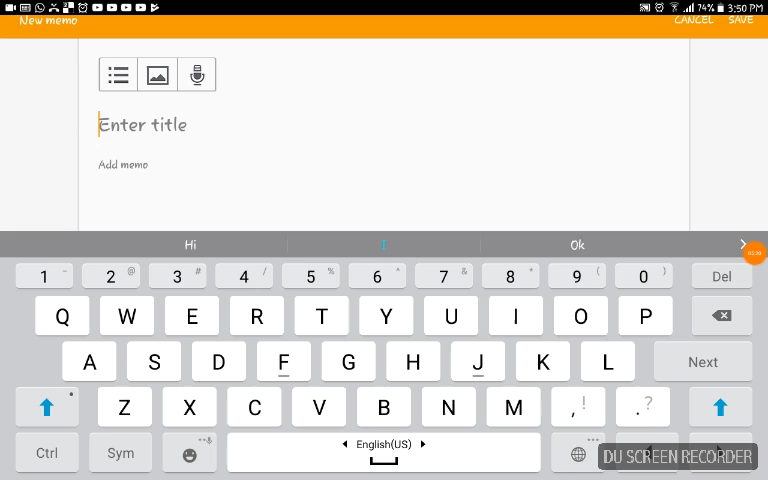 74% 3:50 PM
New memo CANCEL SAVE
Enter title
Add memo
Hi I Ok
1 - 2 @ 3 # 4 / 5 % 6 ^ 7 & 8 * 9 ( 0 ) Del
Q W E R T Y U I O P
A S D F G H J K L Next
Z X C V B N M , ! . ?
Ctrl Sym English(US)
DU SCREEN RECORDER